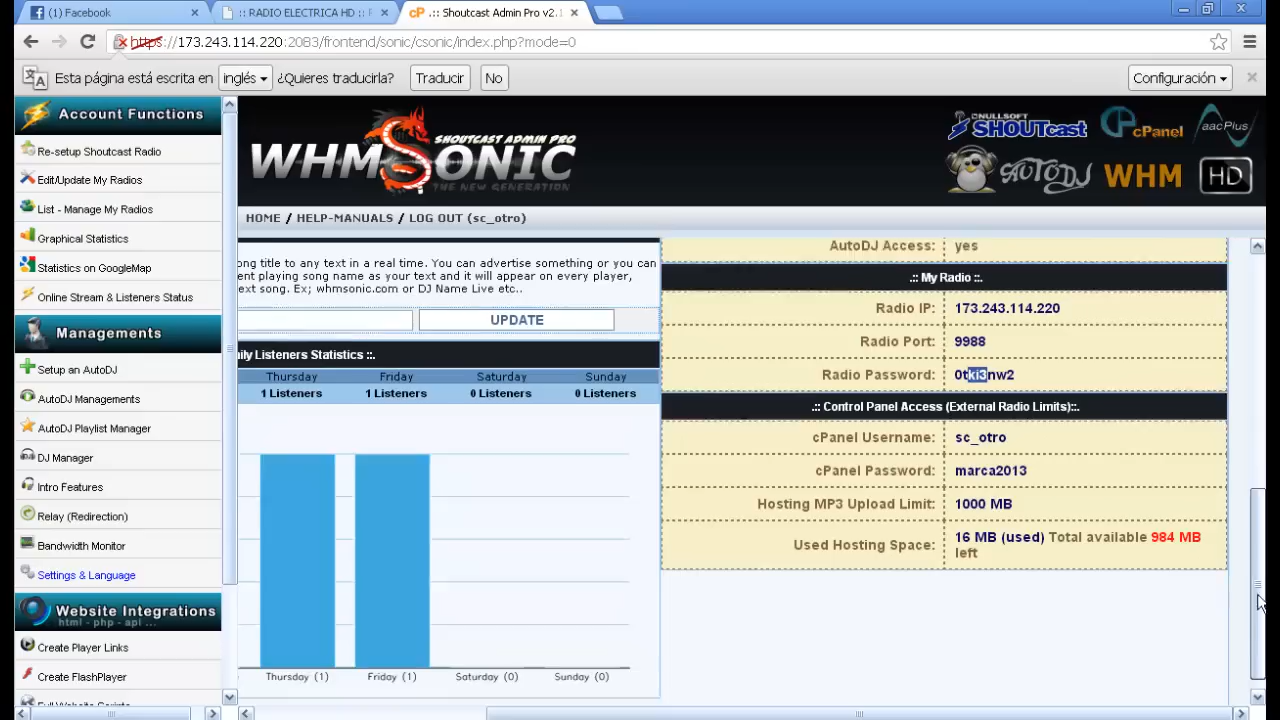 (1) Facebook
:: RADIO ELECTRICA HD :: F
.:: Shoutcast Admin Pro v2.
https://173.243.114.220:2083/frontend/sonic/csonic/index.php?mode=0
Esta página está escrita en inglés ¿Quieres traducirla? Traducir No Configuración
Account Functions
Re-setup Shoutcast Radio
Edit/Update My Radios
List - Manage My Radios
Graphical Statistics
Statistics on GoogleMap
Online Stream & Listeners Status
Managements
Setup an AutoDJ
AutoDJ Managements
AutoDJ Playlist Manager
DJ Manager
Intro Features
Relay (Redirection)
Bandwidth Monitor
Settings & Language
Website Integrations
html - php - api ...
Create Player Links
Create FlashPlayer
SHOUTCAST ADMIN PRO
WHMSONIC
THE NEW GENERATION
NULLSOFT
SHOUTcast
cPanel
aacPlus
AUTODJ
WHM
HD
HOME / HELP-MANUALS / LOG OUT (sc_otro)
ong title to any text in a real time. You can advertise something or you can
ent playing song name as your text and it will appear on every player,
ext song. Ex; whmsonic.com or DJ Name Live etc..
UPDATE
ily Listeners Statistics ::.
Thursday Friday Saturday Sunday
1 Listeners 1 Listeners 0 Listeners 0 Listeners
Thursday (1) Friday (1) Saturday (0) Sunday (0)
AutoDJ Access: yes
.:: My Radio ::.
Radio IP: 173.243.114.220
Radio Port: 9988
Radio Password: 0tki3nw2
.:: Control Panel Access (External Radio Limits)::.
cPanel Username: sc_otro
cPanel Password: marca2013
Hosting MP3 Upload Limit: 1000 MB
Used Hosting Space: 16 MB (used) Total available 984 MB
left